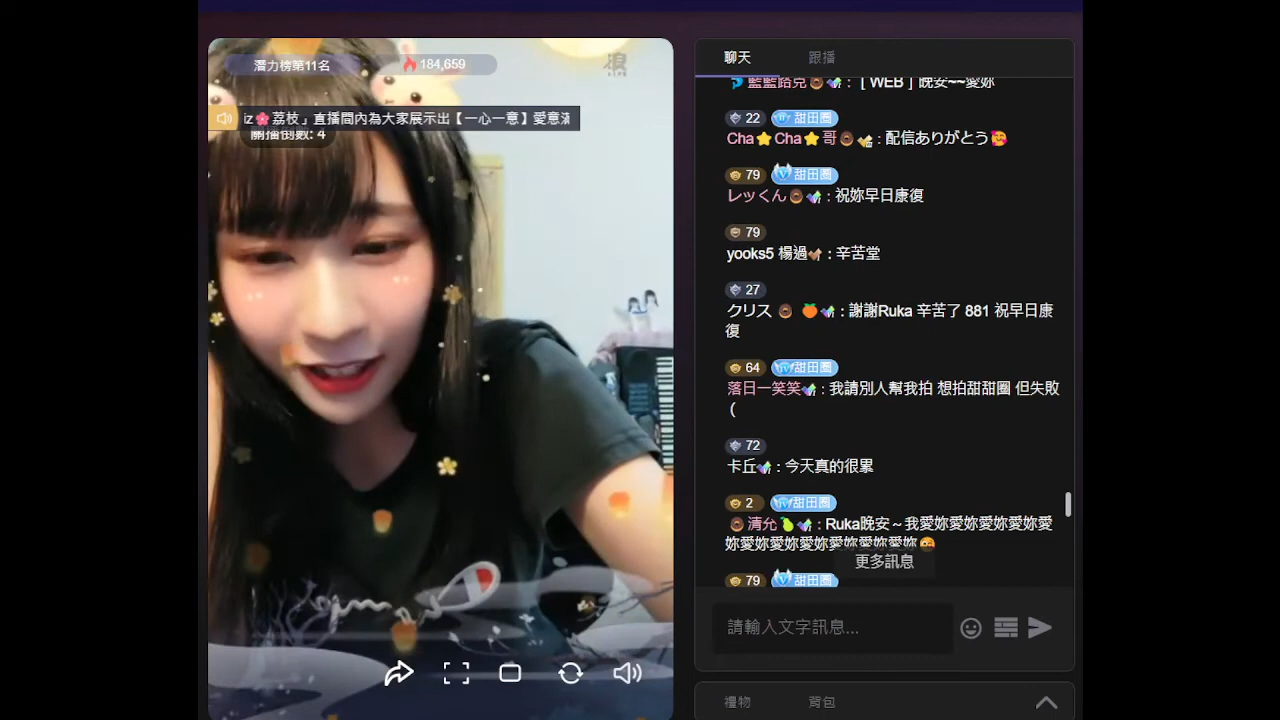 潛力榜第11名
184,659
浪
iz🌸荔枝」直播間內為大家展示出【一心一意】愛意滿
開播倒數: 4
聊天
跟播
藍藍路克🍩: [ WEB ] 晚安~~愛妳
22 IV 甜田圈
Cha⭐Cha⭐哥🍩: 配信ありがとう🥰
79 V 甜田圈
レッくん🍩: 祝妳早日康復
79
yooks5 楊過: 辛苦堂
27
クリス 🍩 🍊: 謝謝Ruka 辛苦了 881 祝早日康
復
64 IV 甜田圈
落日一笑笑: 我請別人幫我拍 想拍甜甜圈 但失敗
(
72
卡丘: 今天真的很累
2 IV 甜田圈
🍩清允🍐: Ruka晚安～我愛妳愛妳愛妳愛妳愛
妳愛妳愛妳愛妳愛妳愛妳愛妳😜
更多訊息
79 V 甜田圈
請輸入文字訊息...
禮物
背包